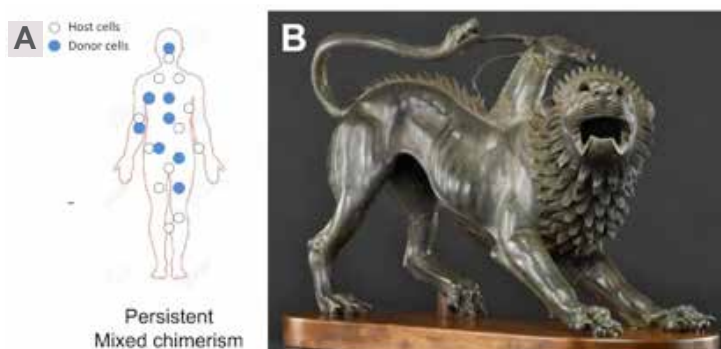 A
Host cells
Donor cells
B
Persistent
Mixed chimerism